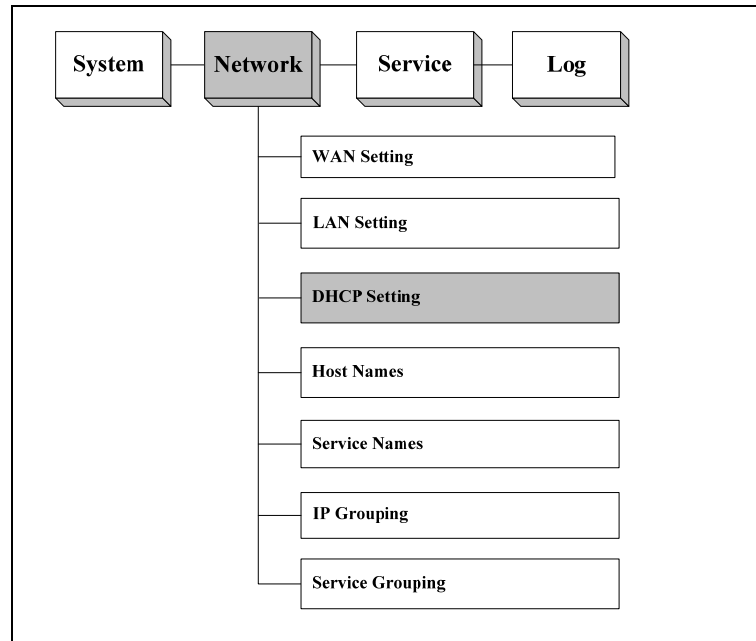 System Network Service Log
WAN Setting
LAN Setting
DHCP Setting
Host Names
Service Names
IP Grouping
Service Grouping